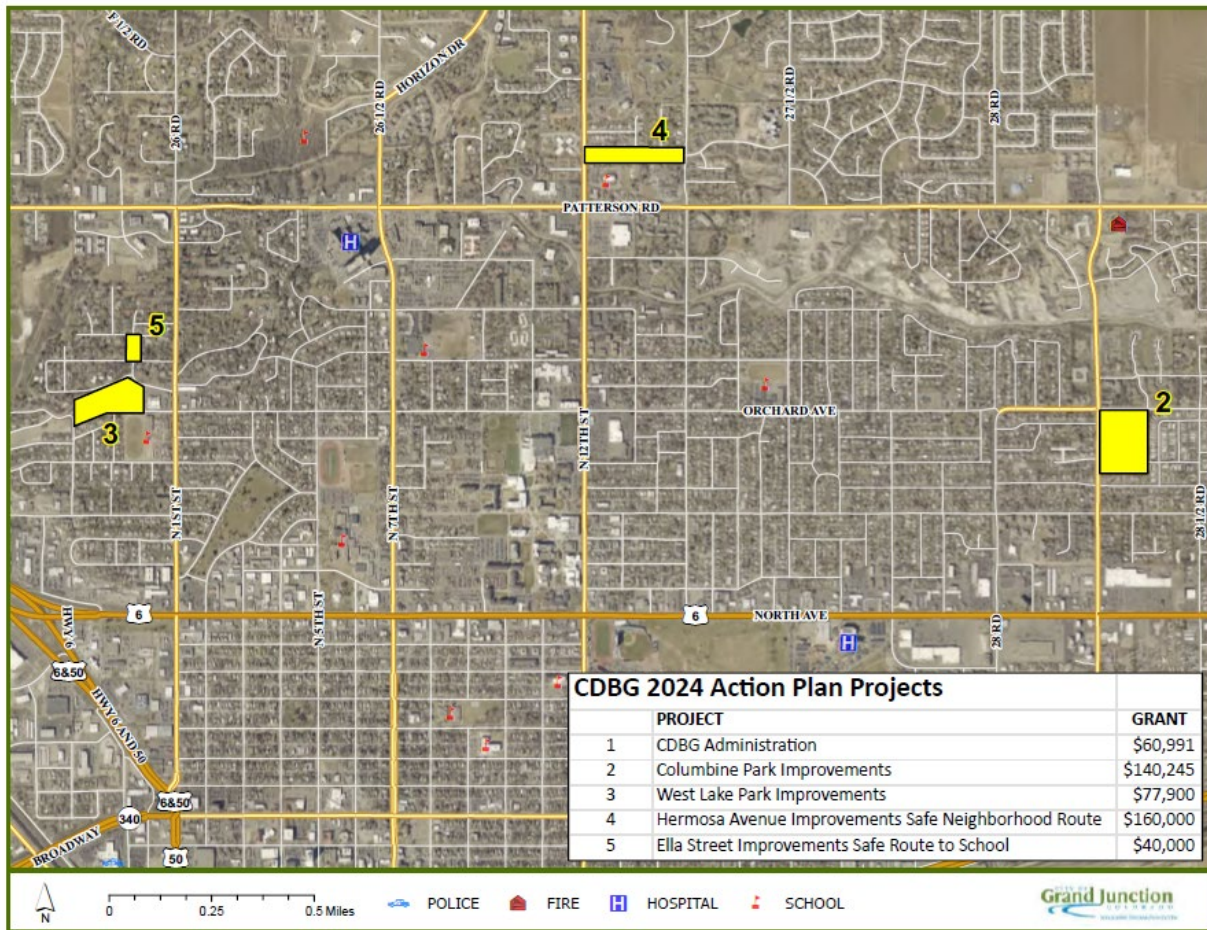 F 1/2 RD
26 RD
26 1/2 RD
HORIZON DR
27 1/2 RD
28 RD
4
PATTERSON RD
H
5
3
2
ORCHARD AVE
N 12TH ST
N 1ST ST
N 7TH ST
28 1/2 RD
N 5TH ST
6
HWY 6
6
NORTH AVE
H
28 RD
6&50
HWY 6 AND 50
6&50
340
BROADWAY
50
CDBG 2024 Action Plan Projects
PROJECT GRANT
1 CDBG Administration $60,991
2 Columbine Park Improvements $140,245
3 West Lake Park Improvements $77,900
4 Hermosa Avenue Improvements Safe Neighborhood Route $160,000
5 Ella Street Improvements Safe Route to School $40,000
N
0 0.25 0.5 Miles
POLICE
FIRE
H HOSPITAL
SCHOOL
CITY OF
Grand Junction
COLORADO